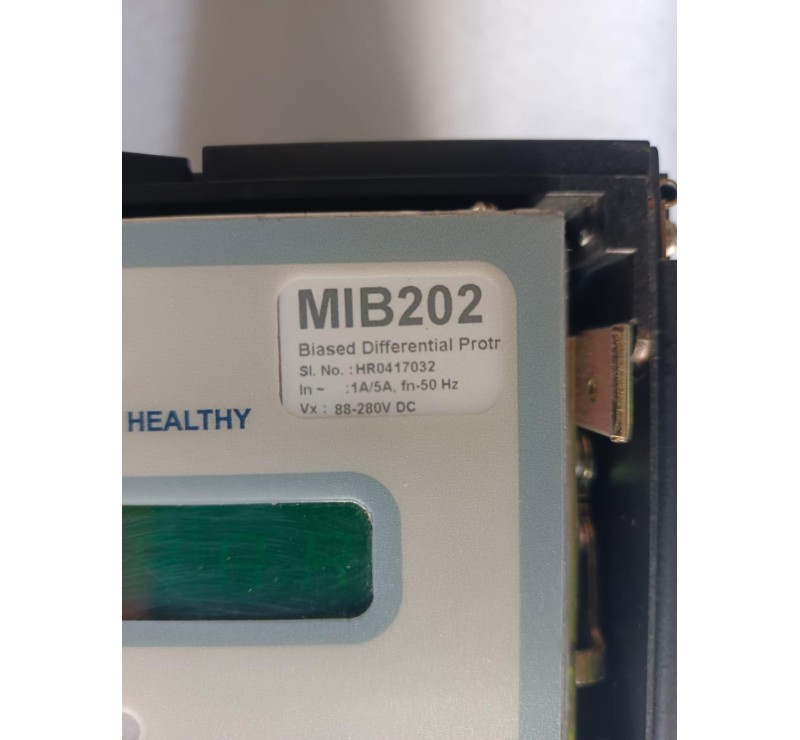 MIB202
Biased Differential Protr
Sl. No. : HR0417032
In ~ :1A/5A, fn-50 Hz
Vx : 88-280V DC
HEALTHY